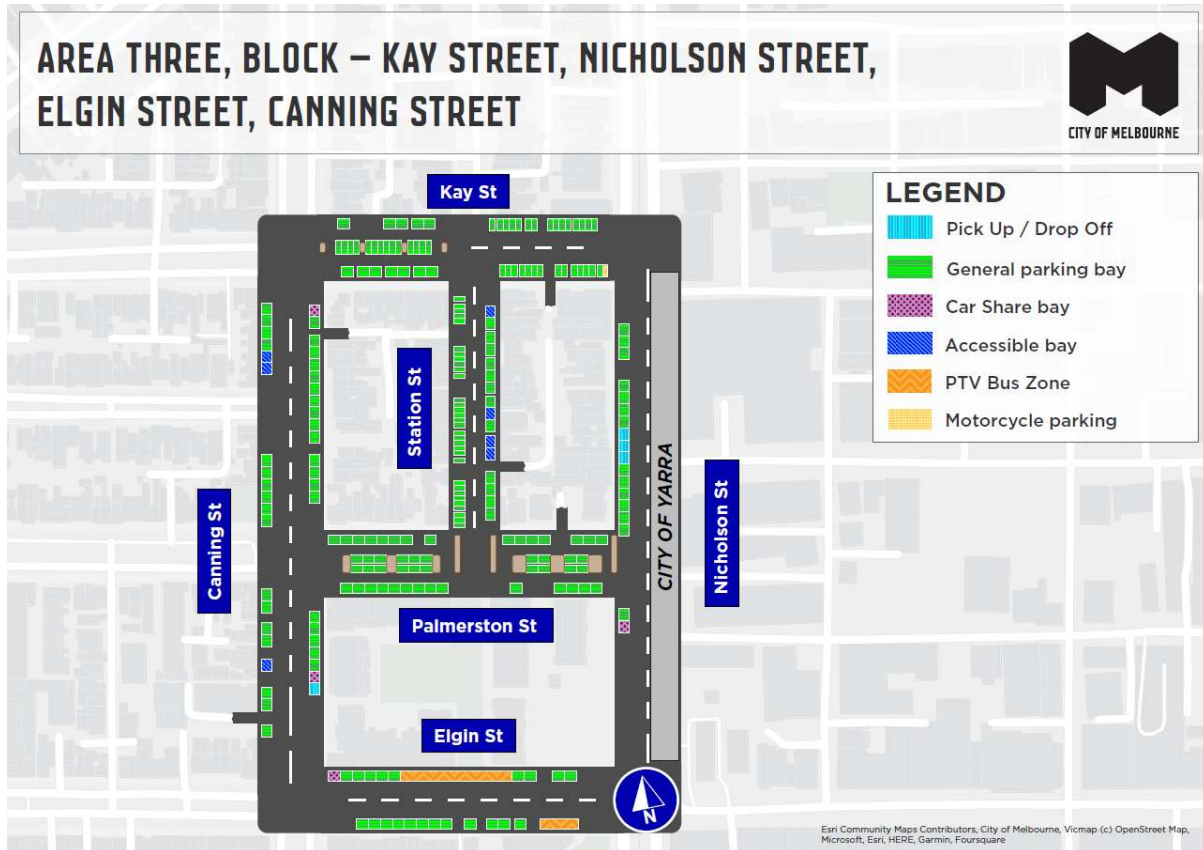 AREA THREE, BLOCK – KAY STREET, NICHOLSON STREET,
ELGIN STREET, CANNING STREET
CITY OF MELBOURNE
Kay St
LEGEND
Pick Up / Drop Off
General parking bay
Car Share bay
Accessible bay
PTV Bus Zone
Motorcycle parking
Station St
CITY OF YARRA
Nicholson St
Canning St
Palmerston St
Elgin St
N
Esri Community Maps Contributors, City of Melbourne, Vicmap (c) OpenStreet Map,
Microsoft, Esri, HERE, Garmin, Foursquare